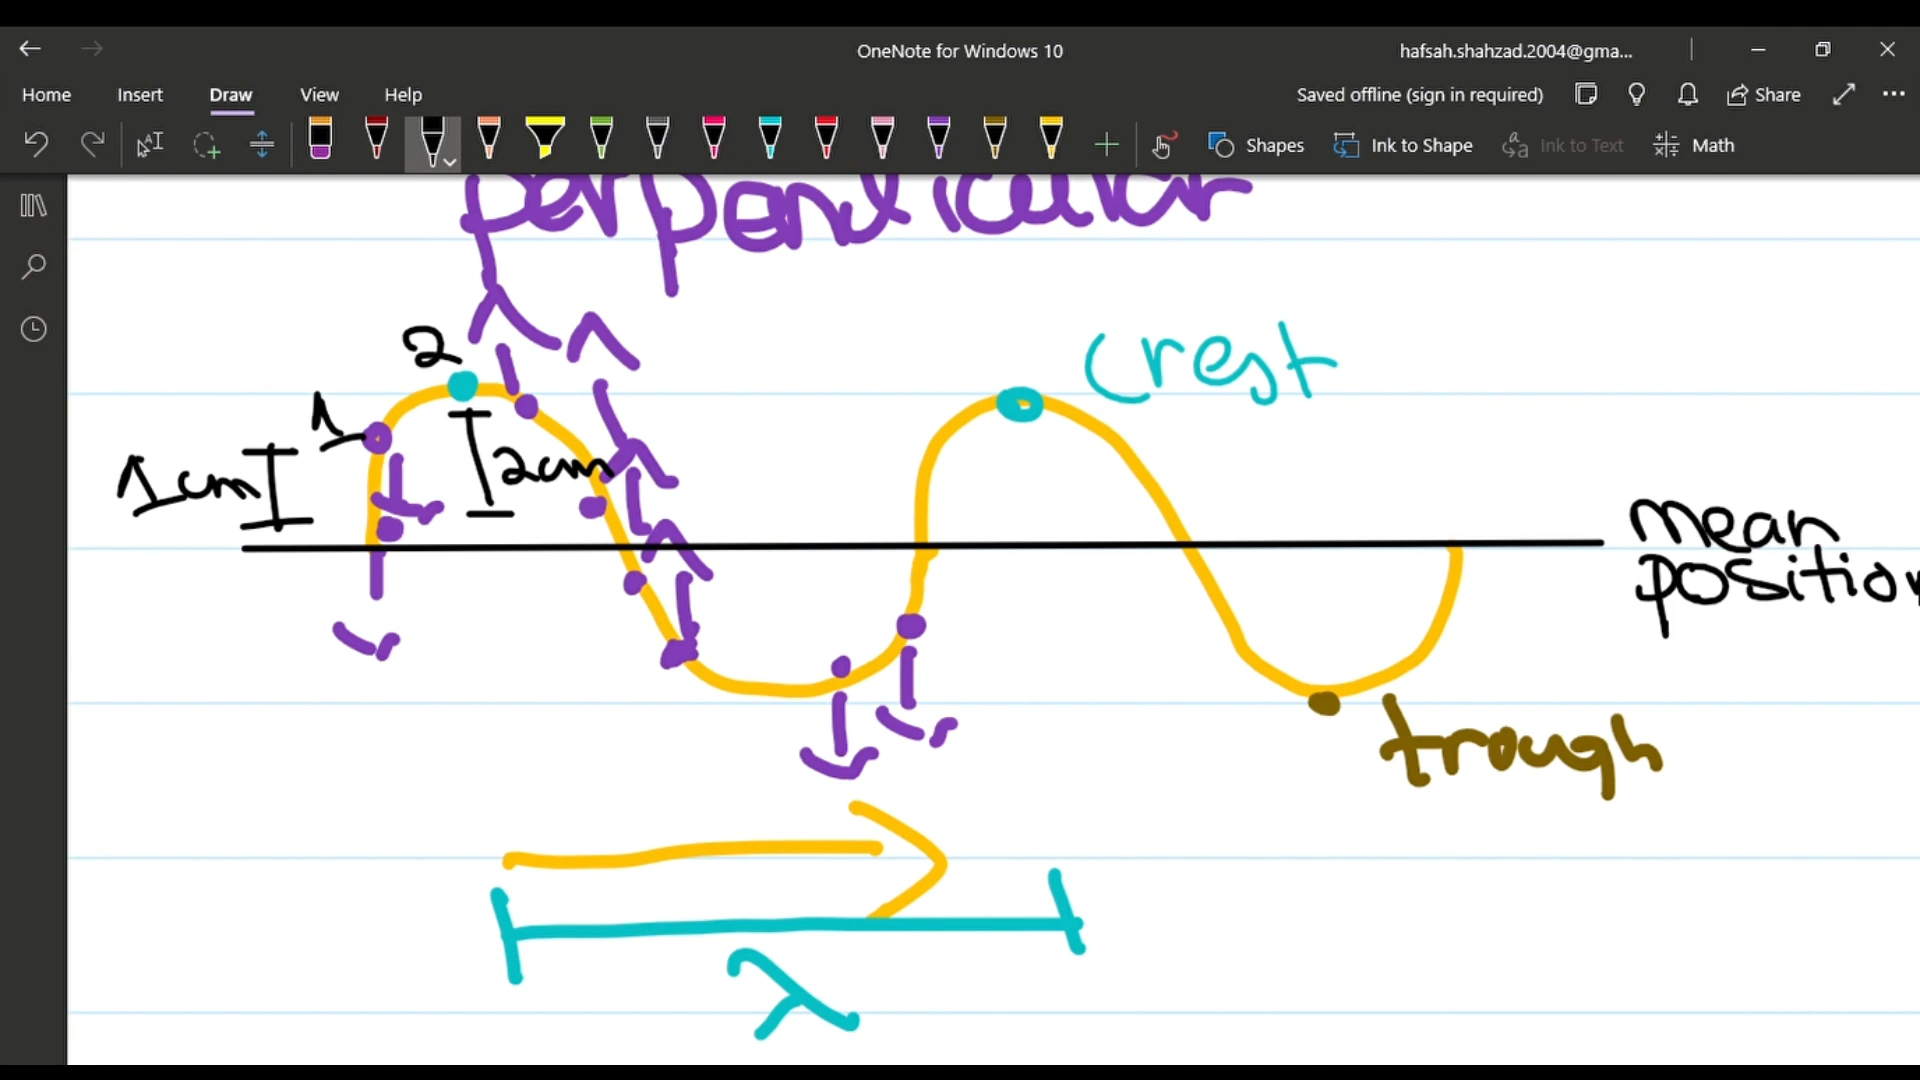 OneNote for Windows 10
hafsah.shahzad.2004@gma...
Home Insert Draw View Help
Saved offline (sign in required)
Share
Shapes
Ink to Shape
Ink to Text
Math
perpendicular
2
crest
1
1cm
2cm
mean
position
trough
λ